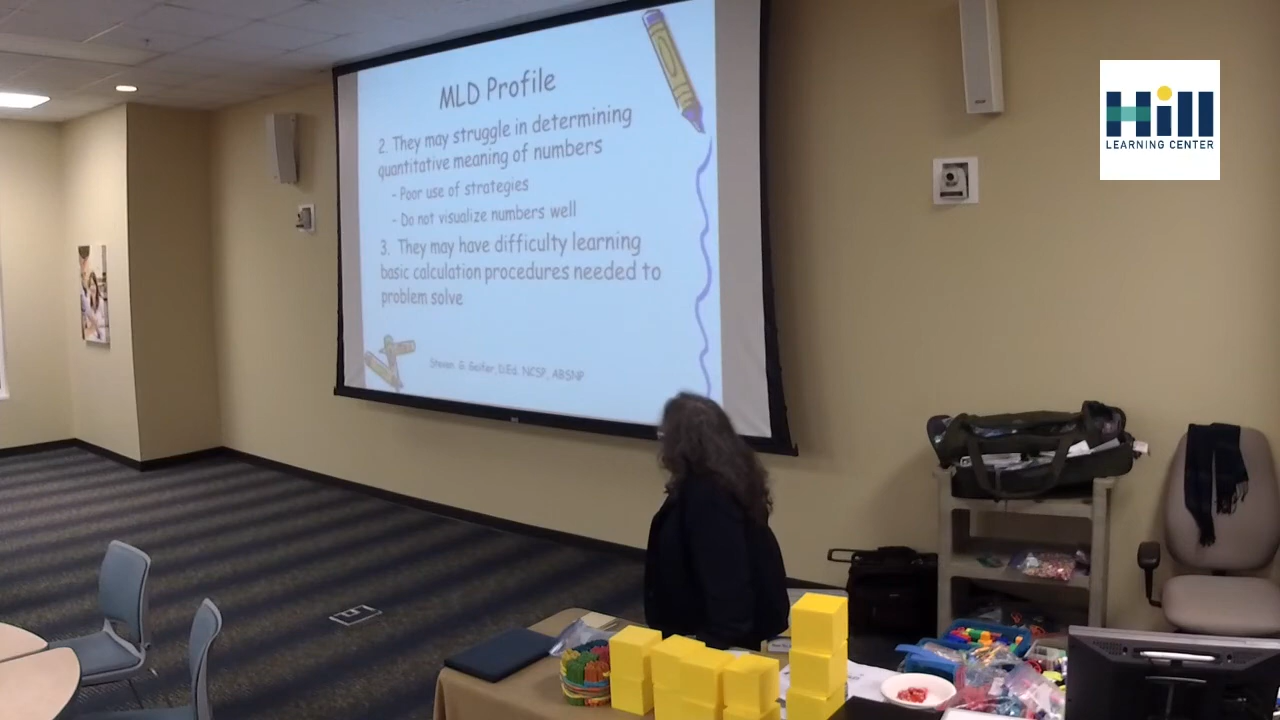 MLD Profile
2. They may struggle in determining
quantitative meaning of numbers
- Poor use of strategies
- Do not visualize numbers well
3. They may have difficulty learning
basic calculation procedures needed to
problem solve
Steven G. Feifer, D.Ed. NCSP, ABSNP
Hill
LEARNING CENTER